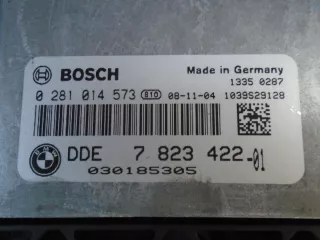 BOSCH
Made in Germany
1335 0287
0 281 014 573 B10 08-11-04 1039S29128
DDE 7 823 422-01
030185305